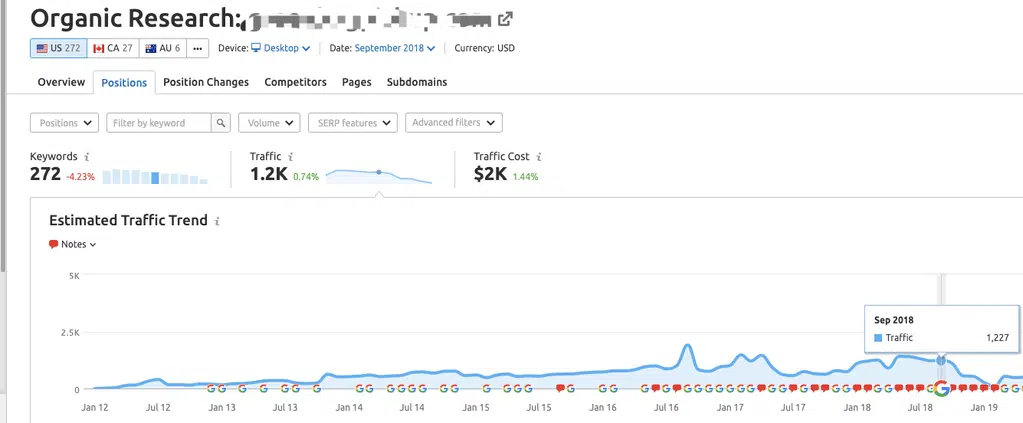 Organic Research:
US 272 CA 27 AU 6 ••• Device: Desktop Date: September 2018 Currency: USD
Overview Positions Position Changes Competitors Pages Subdomains
Positions Filter by keyword Volume SERP features Advanced filters
Keywords i Traffic i Traffic Cost i
272 -4.23% 1.2K 0.74% $2K 1.44%
Estimated Traffic Trend i
Notes
5K
Sep 2018
2.5K
Traffic 1,227
0
Jan 12 Jul 12 Jan 13 Jul 13 Jan 14 Jul 14 Jan 15 Jul 15 Jan 16 Jul 16 Jan 17 Jul 17 Jan 18 Jul 18 Jan 19